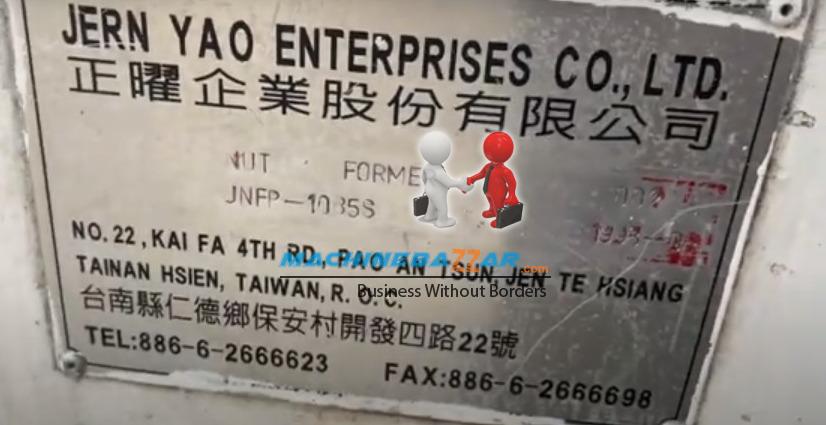 JERN YAO ENTERPRISES CO., LTD.
正曜企業股份有限公司
NUT FORMER
JNFP-1085S
NO. 22, KAI FA 4TH RD, PAO AN TSUN, JEN TE HSIANG
MACHINEBAZZAR.com
TAINAN HSIEN, TAIWAN, R. O. C.
Business Without Borders
台南縣仁德鄉保安村開發四路22號
TEL:886-6-2666623 FAX:886-6-2666698